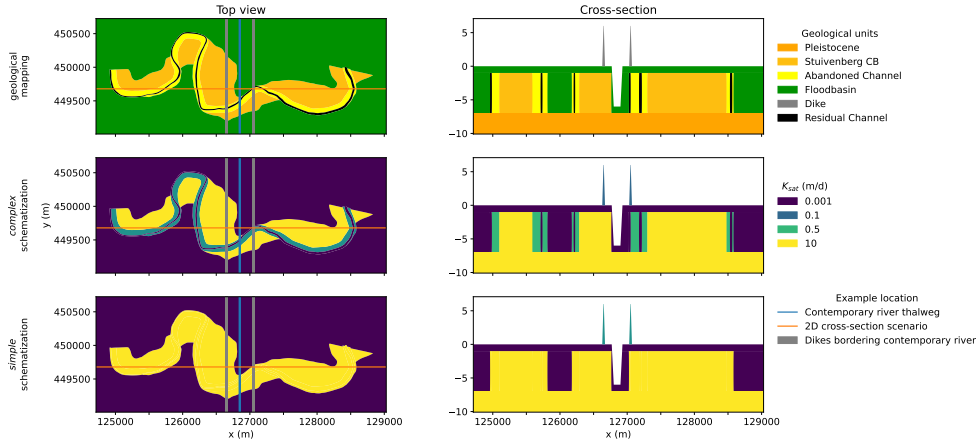 Top view
Cross-section
geological
mapping
450500
450000
449500
5
0
−5
−10
Geological units
Pleistocene
Stuivenberg CB
Abandoned Channel
Floodbasin
Dike
Residual Channel
complex
schematization
y (m)
450500
450000
449500
5
0
−5
−10
Ksat (m/d)
0.001
0.1
0.5
10
simple
schematization
450500
450000
449500
5
0
−5
−10
Example location
Contemporary river thalweg
2D cross-section scenario
Dikes bordering contemporary river
125000 126000 127000 128000 129000
x (m)
125000 126000 127000 128000 129000
x (m)